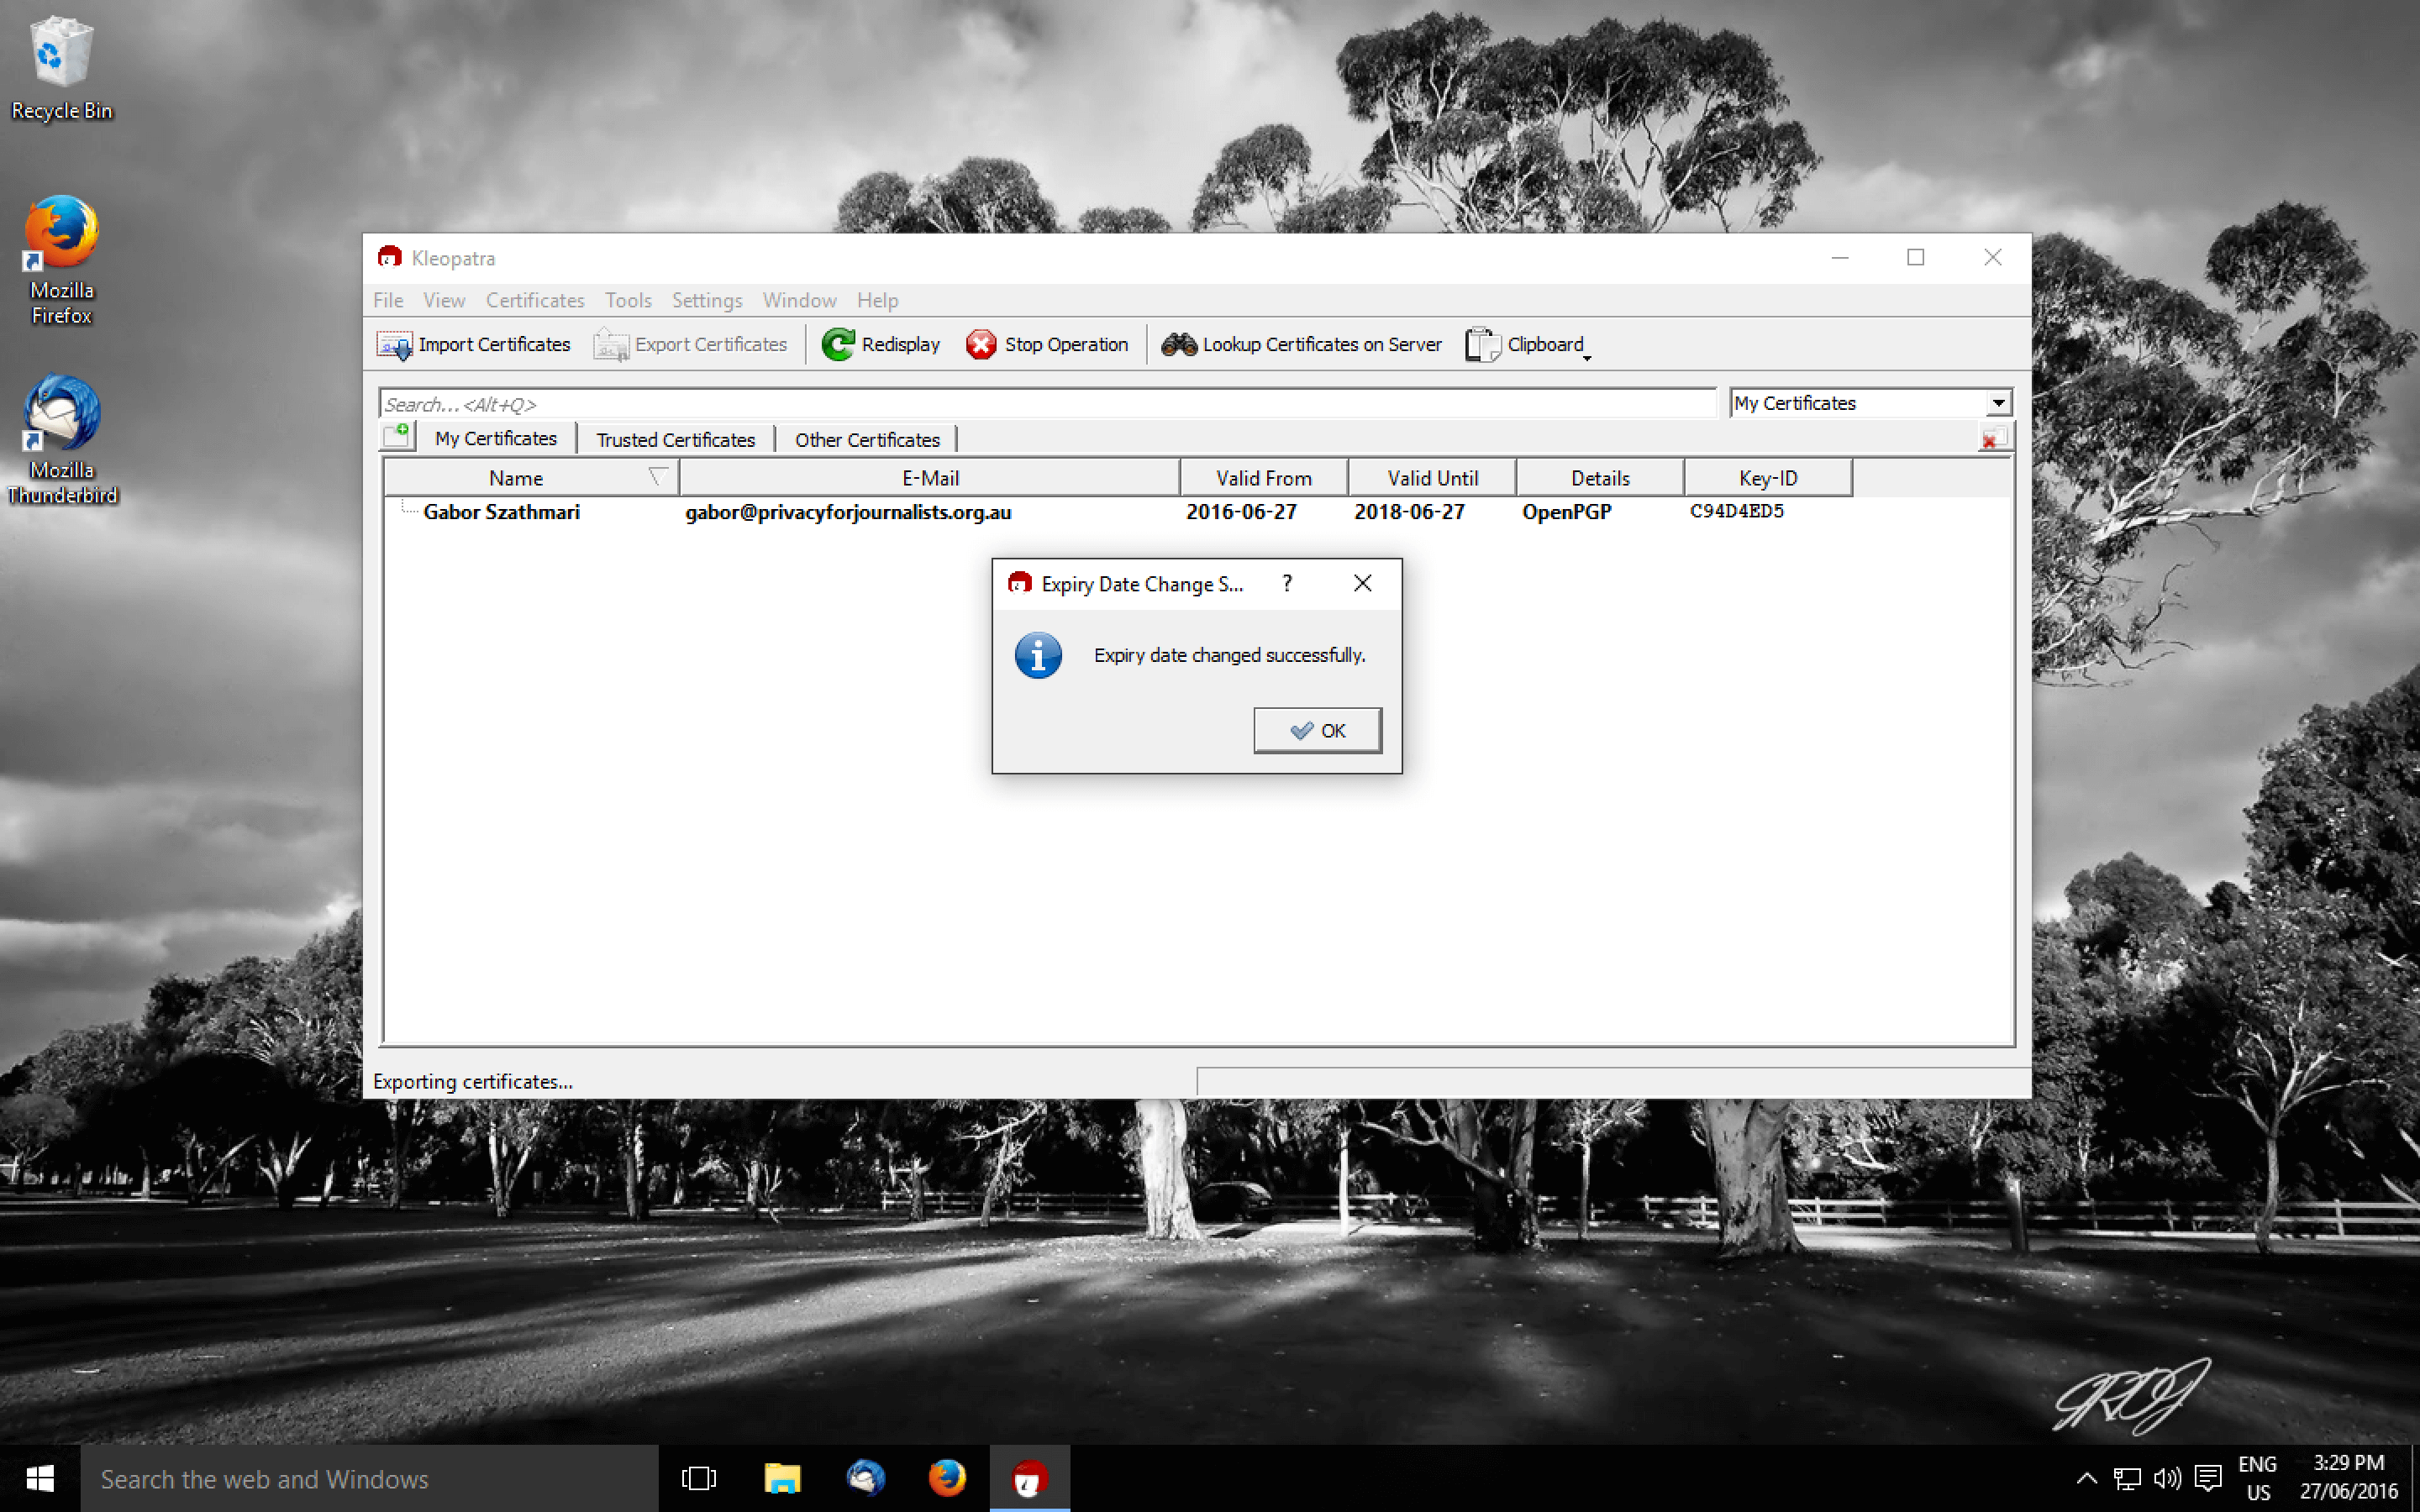 Recycle Bin
Mozilla
Firefox
Mozilla
Thunderbird
Kleopatra
File View Certificates Tools Settings Window Help
Import Certificates Export Certificates Redisplay Stop Operation Lookup Certificates on Server Clipboard
Search...<Alt+Q> My Certificates
My Certificates Trusted Certificates Other Certificates
Name E-Mail Valid From Valid Until Details Key-ID
Gabor Szathmari gabor@privacyforjournalists.org.au 2016-06-27 2018-06-27 OpenPGP C94D4ED5
Expiry Date Change S... ?
Expiry date changed successfully.
OK
Exporting certificates...
Search the web and Windows
ENG
US
3:29 PM
27/06/2016